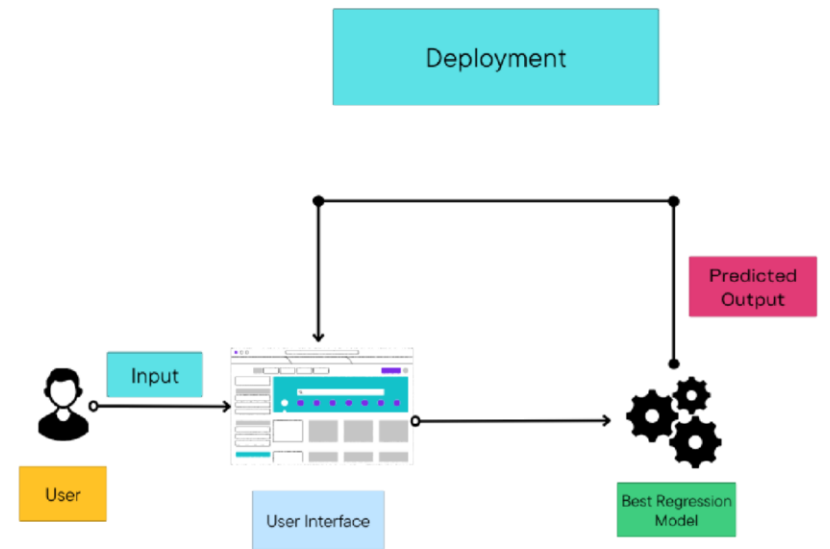 Deployment
Predicted
Output
Input
User
User Interface
Best Regression
Model